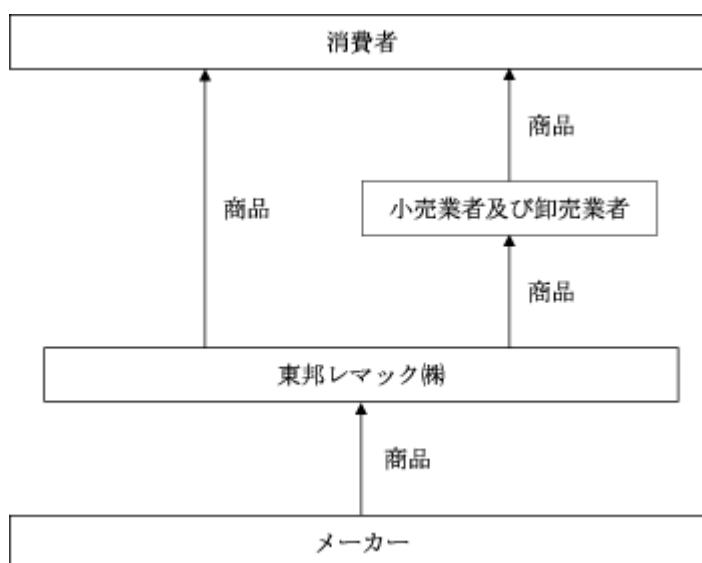 消費者
商品
商品
小売業者及び卸売業者
商品
東邦レマック㈱
商品
メーカー